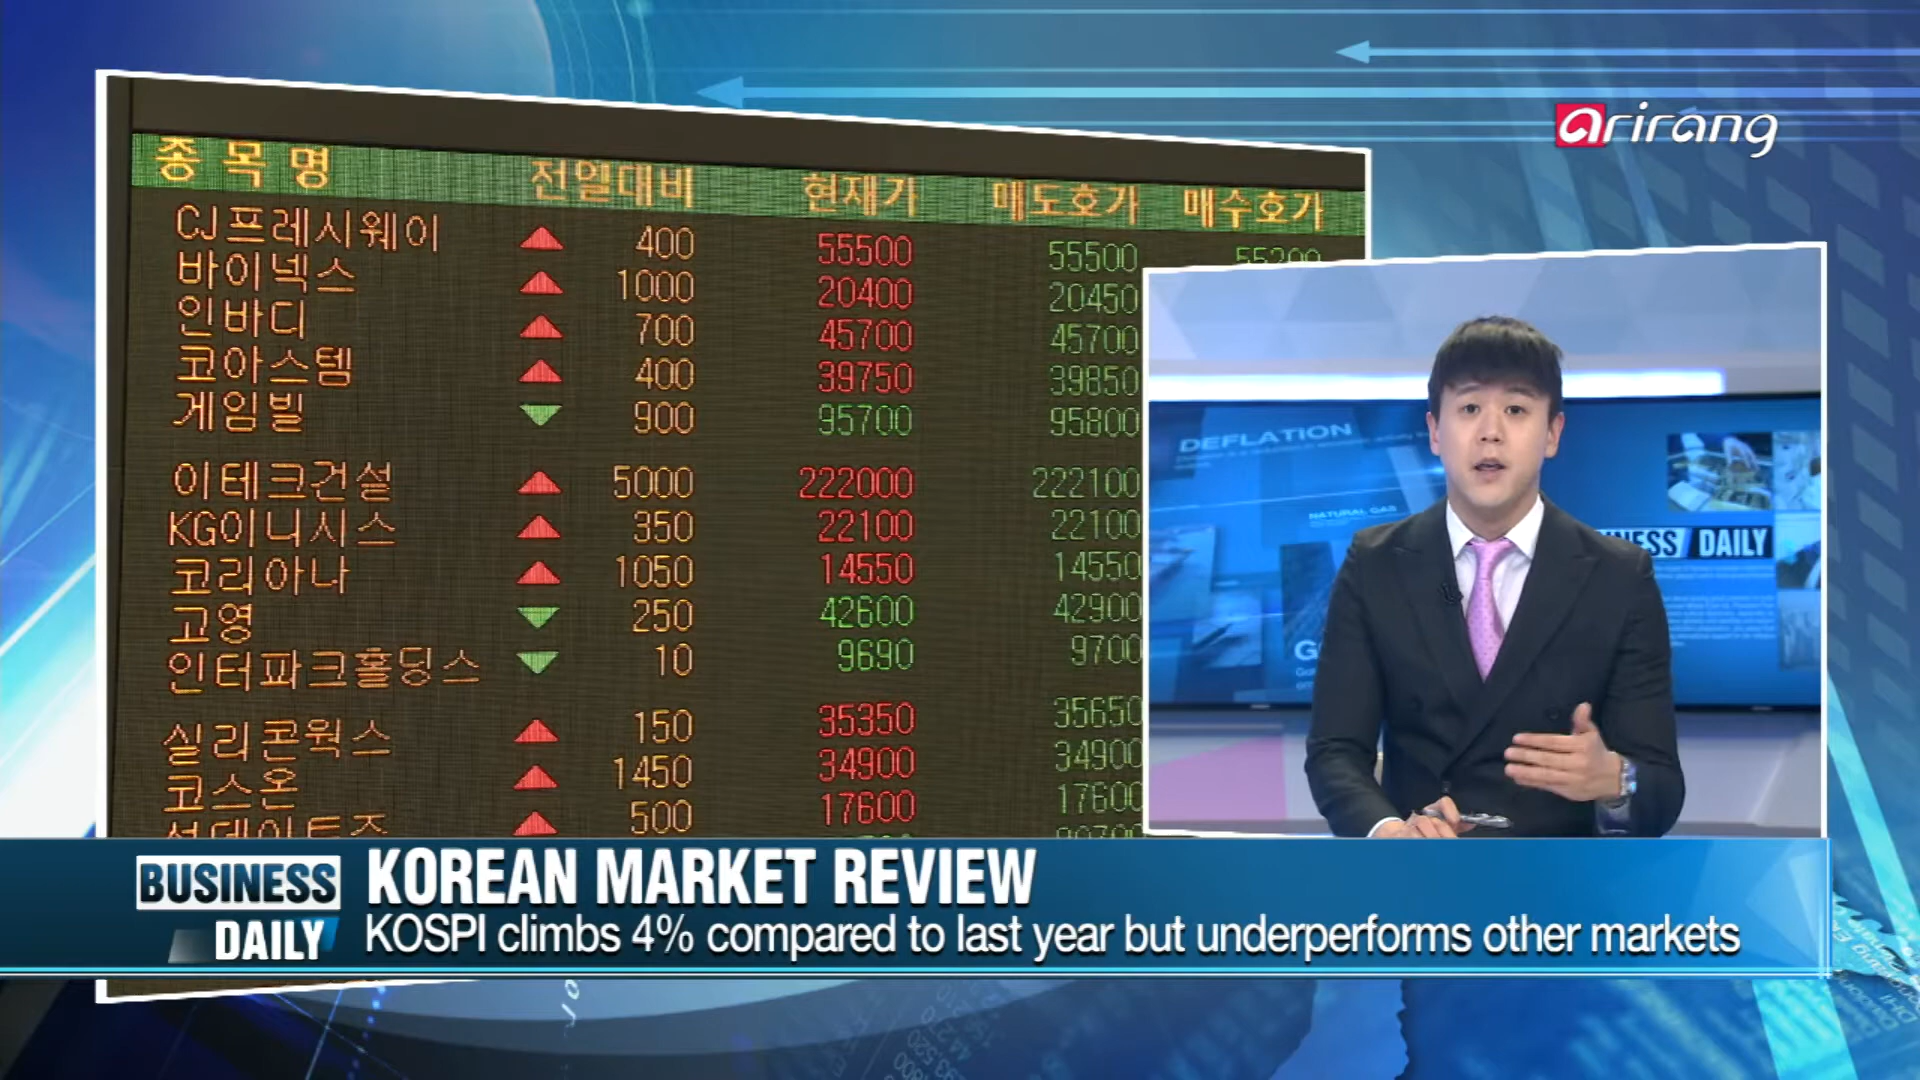 arirang
종목명 전일대비 현재가 매도호가 매수호가
CJ프레시웨이 ▲ 400 55500 55500 55200
바이넥스 ▲ 1000 20400 20450
인바디 ▲ 700 45700 45700
코아스템 ▲ 400 39750 39850
게임빌 ▼ 900 95700 95800
이테크건설 ▲ 5000 222000 222100
KG이니시스 ▲ 350 22100 22100
코리아나 ▲ 1050 14550 14550
고영 ▼ 250 42600 42900
인터파크홀딩스 ▼ 10 9690 9700
실리콘웍스 ▲ 150 35350 35650
코스온 ▲ 1450 34900 34900
▲ 500 17600 17600
DEFLATION
NATURAL GAS
DAILY
BUSINESS
DAILY
KOREAN MARKET REVIEW
KOSPI climbs 4% compared to last year but underperforms other markets